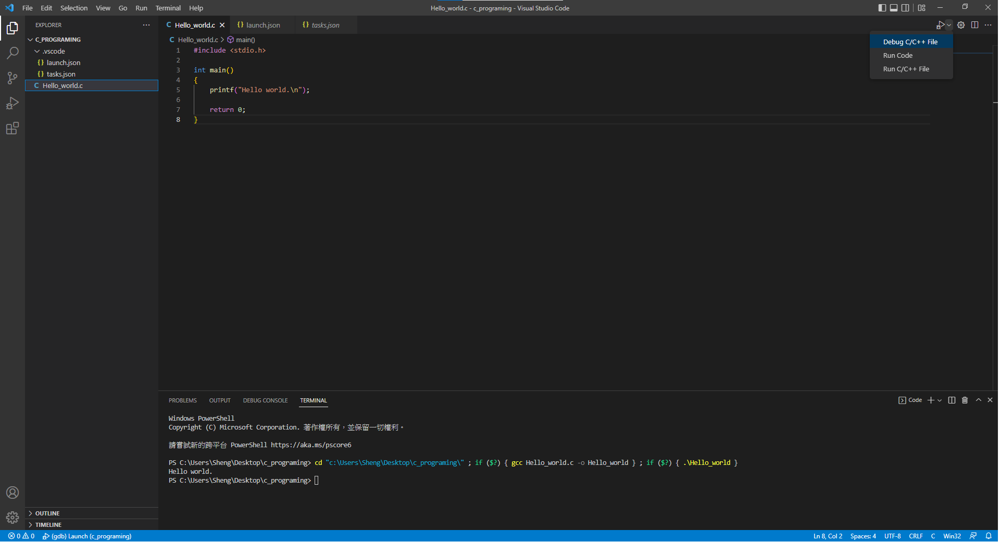 File Edit Selection View Go Run Terminal Help
Hello_world.c - c_programing - Visual Studio Code
EXPLORER
C_PROGRAMING
.vscode
{} launch.json
{} tasks.json
C Hello_world.c
OUTLINE
TIMELINE
C Hello_world.c
{} launch.json
{} tasks.json
C Hello_world.c > main()
Debug C/C++ File
Run Code
Run C/C++ File
1 #include <stdio.h>
2
3 int main()
4 {
5 printf("Hello world.\n");
6
7 return 0;
8 }
PROBLEMS OUTPUT DEBUG CONSOLE TERMINAL
Code
Windows PowerShell
Copyright (C) Microsoft Corporation. 著作權所有，並保留一切權利。
請嘗試新的跨平台 PowerShell https://aka.ms/pscore6
PS C:\Users\Sheng\Desktop\c_programing> cd "c:\Users\Sheng\Desktop\c_programing\" ; if ($?) { gcc Hello_world.c -o Hello_world } ; if ($?) { .\Hello_world }
Hello world.
PS C:\Users\Sheng\Desktop\c_programing>
0 0 (gdb) Launch (c_programing)
Ln 8, Col 2 Spaces: 4 UTF-8 CRLF C Win32